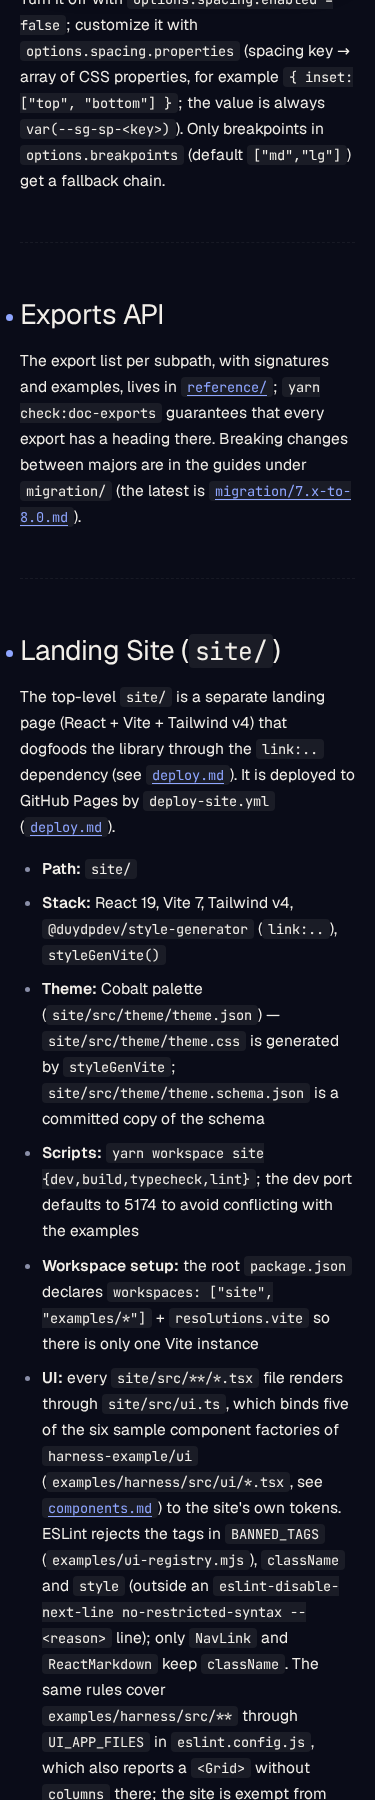 Turn it off with options.spacing.enabled =
false; customize it with
options.spacing.properties (spacing key →
array of CSS properties, for example { inset:
["top", "bottom"] }; the value is always
var(--sg-sp-<key>)). Only breakpoints in
options.breakpoints (default ["md","lg"])
get a fallback chain.
Exports API
The export list per subpath, with signatures
and examples, lives in reference/; yarn
check:doc-exports guarantees that every
export has a heading there. Breaking changes
between majors are in the guides under
migration/ (the latest is migration/7.x-to-
8.0.md).
Landing Site (site/)
The top-level site/ is a separate landing
page (React + Vite + Tailwind v4) that
dogfoods the library through the link:..
dependency (see deploy.md). It is deployed to
GitHub Pages by deploy-site.yml
(deploy.md).
• Path: site/
• Stack: React 19, Vite 7, Tailwind v4,
@duydpdev/style-generator (link:..),
styleGenVite()
• Theme: Cobalt palette
(site/src/theme/theme.json) —
site/src/theme/theme.css is generated
by styleGenVite;
site/src/theme/theme.schema.json is a
committed copy of the schema
• Scripts: yarn workspace site
{dev,build,typecheck,lint}; the dev port
defaults to 5174 to avoid conflicting with
the examples
• Workspace setup: the root package.json
declares workspaces: ["site",
"examples/*"] + resolutions.vite so
there is only one Vite instance
• UI: every site/src/**/*.tsx file renders
through site/src/ui.ts, which binds five
of the six sample component factories of
harness-example/ui
(examples/harness/src/ui/*.tsx, see
components.md) to the site's own tokens.
ESLint rejects the tags in BANNED_TAGS
(examples/ui-registry.mjs), className
and style (outside an eslint-disable-
next-line no-restricted-syntax --
<reason> line); only NavLink and
ReactMarkdown keep className. The
same rules cover
examples/harness/src/** through
UI_APP_FILES in eslint.config.js,
which also reports a <Grid> without
columns there; the site is exempt from